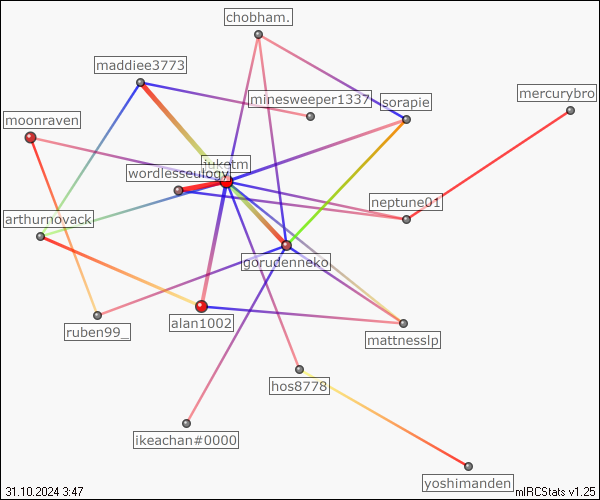 chobham.
maddiee3773
minesweeper1337
sorapie
mercurybro
moonraven
juketm
wordlesseulogy
neptune01
arthurnovack
gorudenneko
alan1002
ruben99_
mattnesslp
hos8778
ikeachan#0000
yoshimanden
31.10.2024 3:47
mIRCStats v1.25